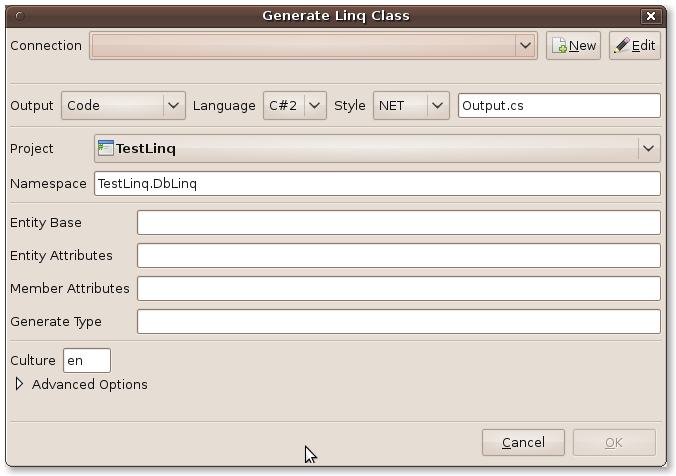 Generate Linq Class
Connection New Edit
Output Code Language C#2 Style NET Output.cs
Project TestLinq
Namespace TestLinq.DbLinq
Entity Base
Entity Attributes
Member Attributes
Generate Type
Culture en
Advanced Options
Cancel OK